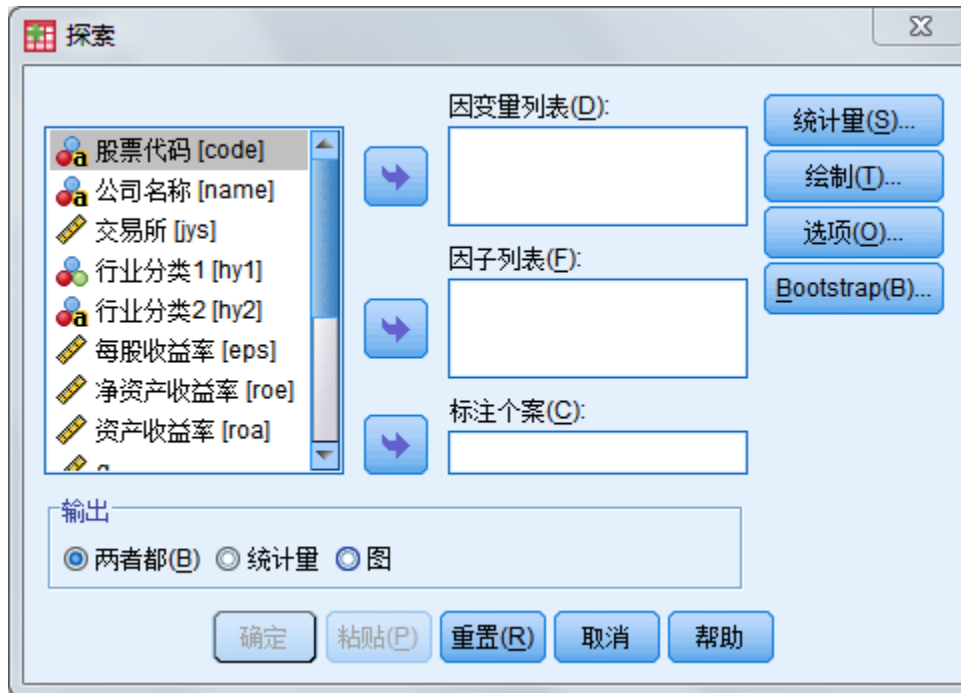 探索
股票代码 [code]
公司名称 [name]
交易所 [jys]
行业分类1 [hy1]
行业分类2 [hy2]
每股收益率 [eps]
净资产收益率 [roe]
资产收益率 [roa]
因变量列表(D):
因子列表(F):
标注个案(C):
统计量(S)...
绘制(T)...
选项(O)...
Bootstrap(B)...
输出
两者都(B) 统计量 图
确定 粘贴(P) 重置(R) 取消 帮助